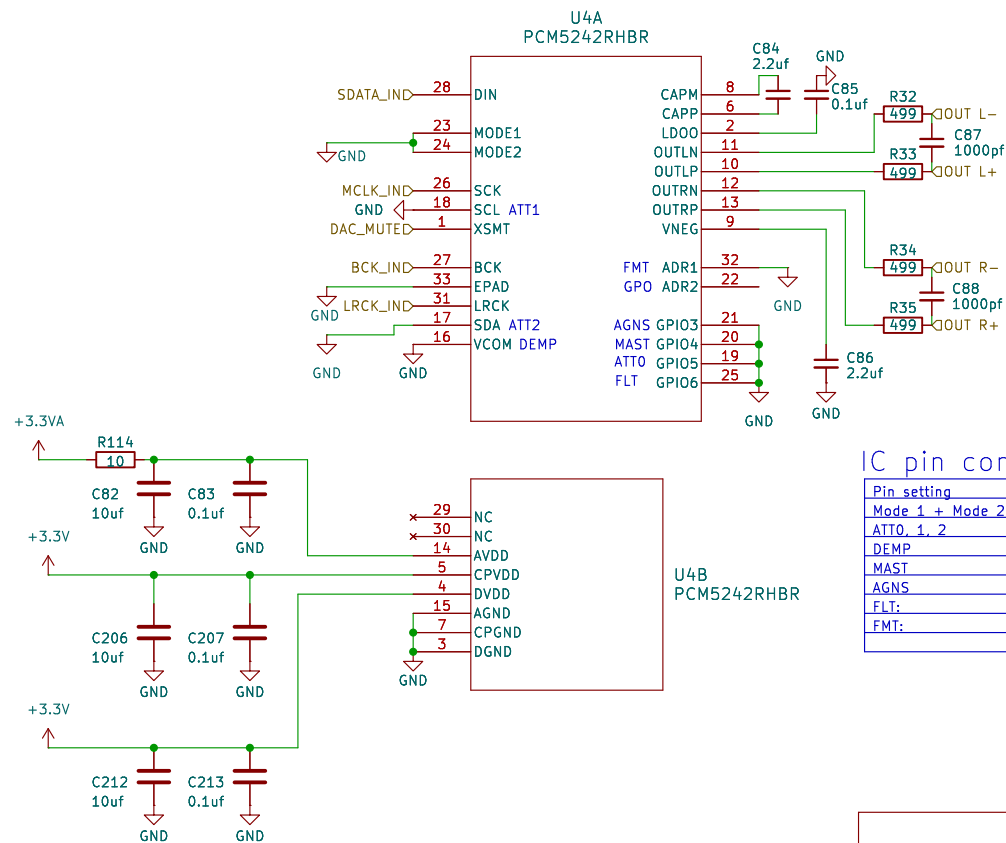 U4A
PCM5242RHBR
SDATA_IN 28 DIN
23 MODE1
24 MODE2
GND
MCLK_IN 26 SCK
GND 18 SCL ATT1
DAC_MUTE 1 XSMT
BCK_IN 27 BCK
33 EPAD
GND
LRCK_IN 31 LRCK
17 SDA ATT2
16 VCOM DEMP
GND
GND
CAPM 8
CAPP 6
LDOO 2
OUTLN 11
OUTLP 10
OUTRN 12
OUTRP 13
VNEG 9
FMT ADR1 32
GPO ADR2 22
AGNS GPIO3 21
MAST GPIO4 20
ATT0 GPIO5 19
FLT GPIO6 25
C84
2.2uf
GND
C85
0.1uf
R32
499
OUT L-
C87
1000pf
R33
499
OUT L+
R34
499
OUT R-
C88
1000pf
R35
499
OUT R+
GND
GND
C86
2.2uf
GND
+3.3VA
R114
10
C82
10uf
GND
C83
0.1uf
GND
+3.3V
C206
10uf
GND
C207
0.1uf
GND
+3.3V
C212
10uf
GND
C213
0.1uf
GND
29 NC
30 NC
14 AVDD
5 CPVDD
4 DVDD
15 AGND
7 CPGND
3 DGND
GND
U4B
PCM5242RHBR
IC pin
Pin setting
Mode 1 + Mode 2
ATT0, 1, 2
DEMP
MAST
AGNS
FLT:
FMT: